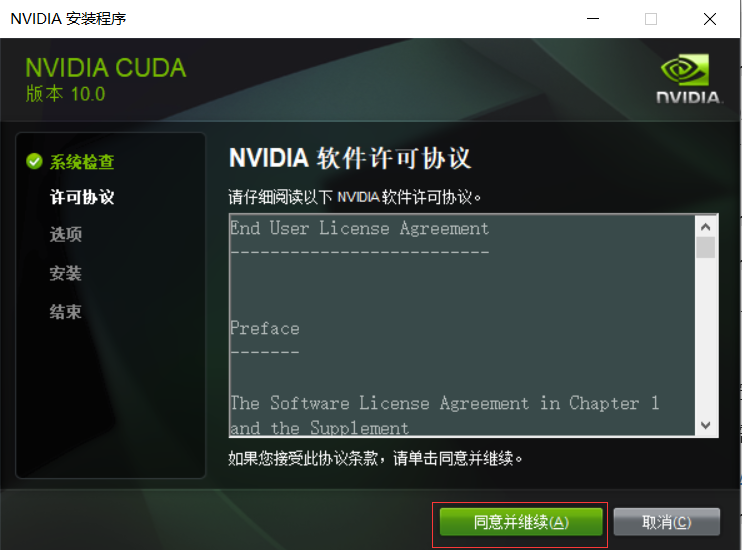 NVIDIA 安装程序
NVIDIA CUDA
版本 10.0
NVIDIA.
系统检查
许可协议
选项
安装
结束
NVIDIA 软件许可协议
请仔细阅读以下 NVIDIA 软件许可协议。
End User License Agreement
--------------------------
Preface
-------
The Software License Agreement in Chapter 1
and the Supplement
如果您接受此协议条款，请单击同意并继续。
同意并继续(A)
取消(C)